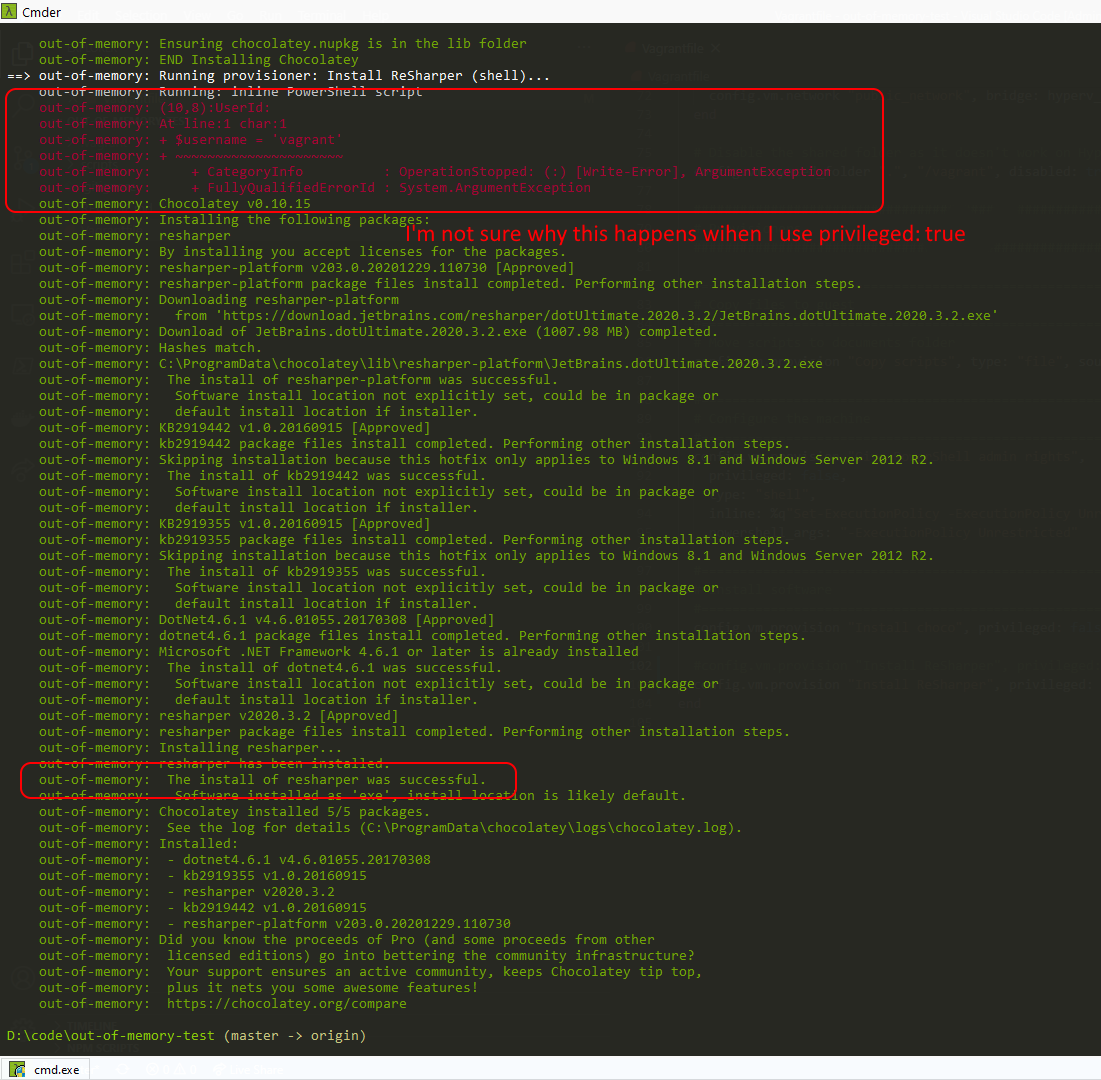 Cmder
out-of-memory: Ensuring chocolatey.nupkg is in the lib folder
out-of-memory: END Installing Chocolatey
==> out-of-memory: Running provisioner: Install ReSharper (shell)...
out-of-memory: Running: inline PowerShell script
out-of-memory: (10,8):UserId:
out-of-memory: At line:1 char:1
out-of-memory: + $username = 'vagrant'
out-of-memory: + ~~~~~~~~~~~~~~~~~~~~~
out-of-memory:     + CategoryInfo          : OperationStopped: (:) [Write-Error], ArgumentException
out-of-memory:     + FullyQualifiedErrorId : System.ArgumentException
out-of-memory: Chocolatey v0.10.15
out-of-memory: Installing the following packages:
I'm not sure why this happens wihen I use privileged: true
out-of-memory: resharper
out-of-memory: By installing you accept licenses for the packages.
out-of-memory: resharper-platform v203.0.20201229.110730 [Approved]
out-of-memory: resharper-platform package files install completed. Performing other installation steps.
out-of-memory: Downloading resharper-platform
out-of-memory:   from 'https://download.jetbrains.com/resharper/dotUltimate.2020.3.2/JetBrains.dotUltimate.2020.3.2.exe'
out-of-memory: Download of JetBrains.dotUltimate.2020.3.2.exe (1007.98 MB) completed.
out-of-memory: Hashes match.
out-of-memory: C:\ProgramData\chocolatey\lib\resharper-platform\JetBrains.dotUltimate.2020.3.2.exe
out-of-memory:  The install of resharper-platform was successful.
out-of-memory:   Software install location not explicitly set, could be in package or
out-of-memory:   default install location if installer.
out-of-memory: KB2919442 v1.0.20160915 [Approved]
out-of-memory: kb2919442 package files install completed. Performing other installation steps.
out-of-memory: Skipping installation because this hotfix only applies to Windows 8.1 and Windows Server 2012 R2.
out-of-memory:  The install of kb2919442 was successful.
out-of-memory:   Software install location not explicitly set, could be in package or
out-of-memory:   default install location if installer.
out-of-memory: KB2919355 v1.0.20160915 [Approved]
out-of-memory: kb2919355 package files install completed. Performing other installation steps.
out-of-memory: Skipping installation because this hotfix only applies to Windows 8.1 and Windows Server 2012 R2.
out-of-memory:  The install of kb2919355 was successful.
out-of-memory:   Software install location not explicitly set, could be in package or
out-of-memory:   default install location if installer.
out-of-memory: DotNet4.6.1 v4.6.01055.20170308 [Approved]
out-of-memory: dotnet4.6.1 package files install completed. Performing other installation steps.
out-of-memory: Microsoft .NET Framework 4.6.1 or later is already installed
out-of-memory:  The install of dotnet4.6.1 was successful.
out-of-memory:   Software install location not explicitly set, could be in package or
out-of-memory:   default install location if installer.
out-of-memory: resharper v2020.3.2 [Approved]
out-of-memory: resharper package files install completed. Performing other installation steps.
out-of-memory: Installing resharper...
out-of-memory: resharper has been installed.
out-of-memory:  The install of resharper was successful.
out-of-memory:   Software installed as 'exe', install location is likely default.
out-of-memory: Chocolatey installed 5/5 packages.
out-of-memory:  See the log for details (C:\ProgramData\chocolatey\logs\chocolatey.log).
out-of-memory: Installed:
out-of-memory:  - dotnet4.6.1 v4.6.01055.20170308
out-of-memory:  - kb2919355 v1.0.20160915
out-of-memory:  - resharper v2020.3.2
out-of-memory:  - kb2919442 v1.0.20160915
out-of-memory:  - resharper-platform v203.0.20201229.110730
out-of-memory: Did you know the proceeds of Pro (and some proceeds from other
out-of-memory:  licensed editions) go into bettering the community infrastructure?
out-of-memory:  Your support ensures an active community, keeps Chocolatey tip top,
out-of-memory:  plus it nets you some awesome features!
out-of-memory:  https://chocolatey.org/compare
D:\code\out-of-memory-test (master -> origin)
cmd.exe